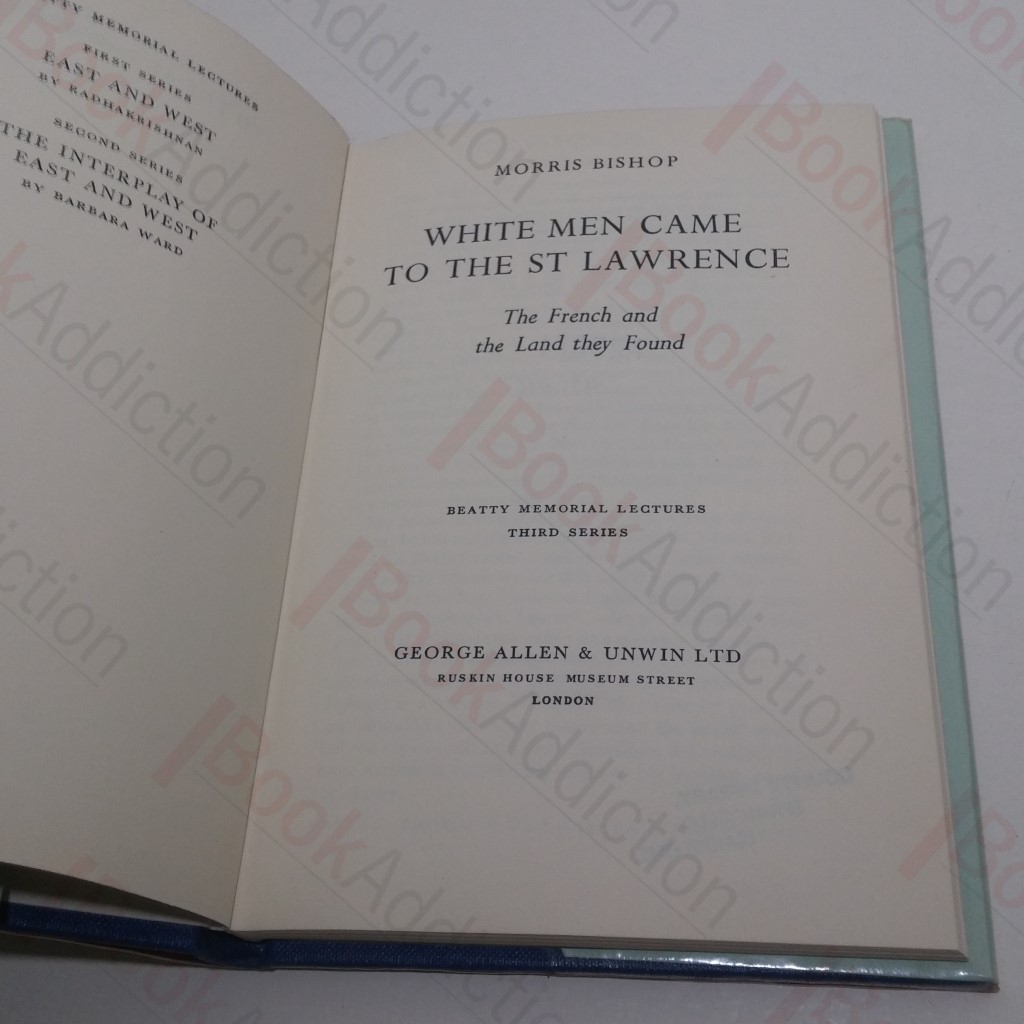 BEATTY MEMORIAL LECTURES
FIRST SERIES
EAST AND WEST
BY RADHAKRISHNAN
SECOND SERIES
THE INTERPLAY OF
EAST AND WEST
BY BARBARA WARD
MORRIS BISHOP
WHITE MEN CAME
TO THE ST LAWRENCE
The French and
the Land they Found
BEATTY MEMORIAL LECTURES
THIRD SERIES
GEORGE ALLEN & UNWIN LTD
RUSKIN HOUSE MUSEUM STREET
LONDON
BookAddiction